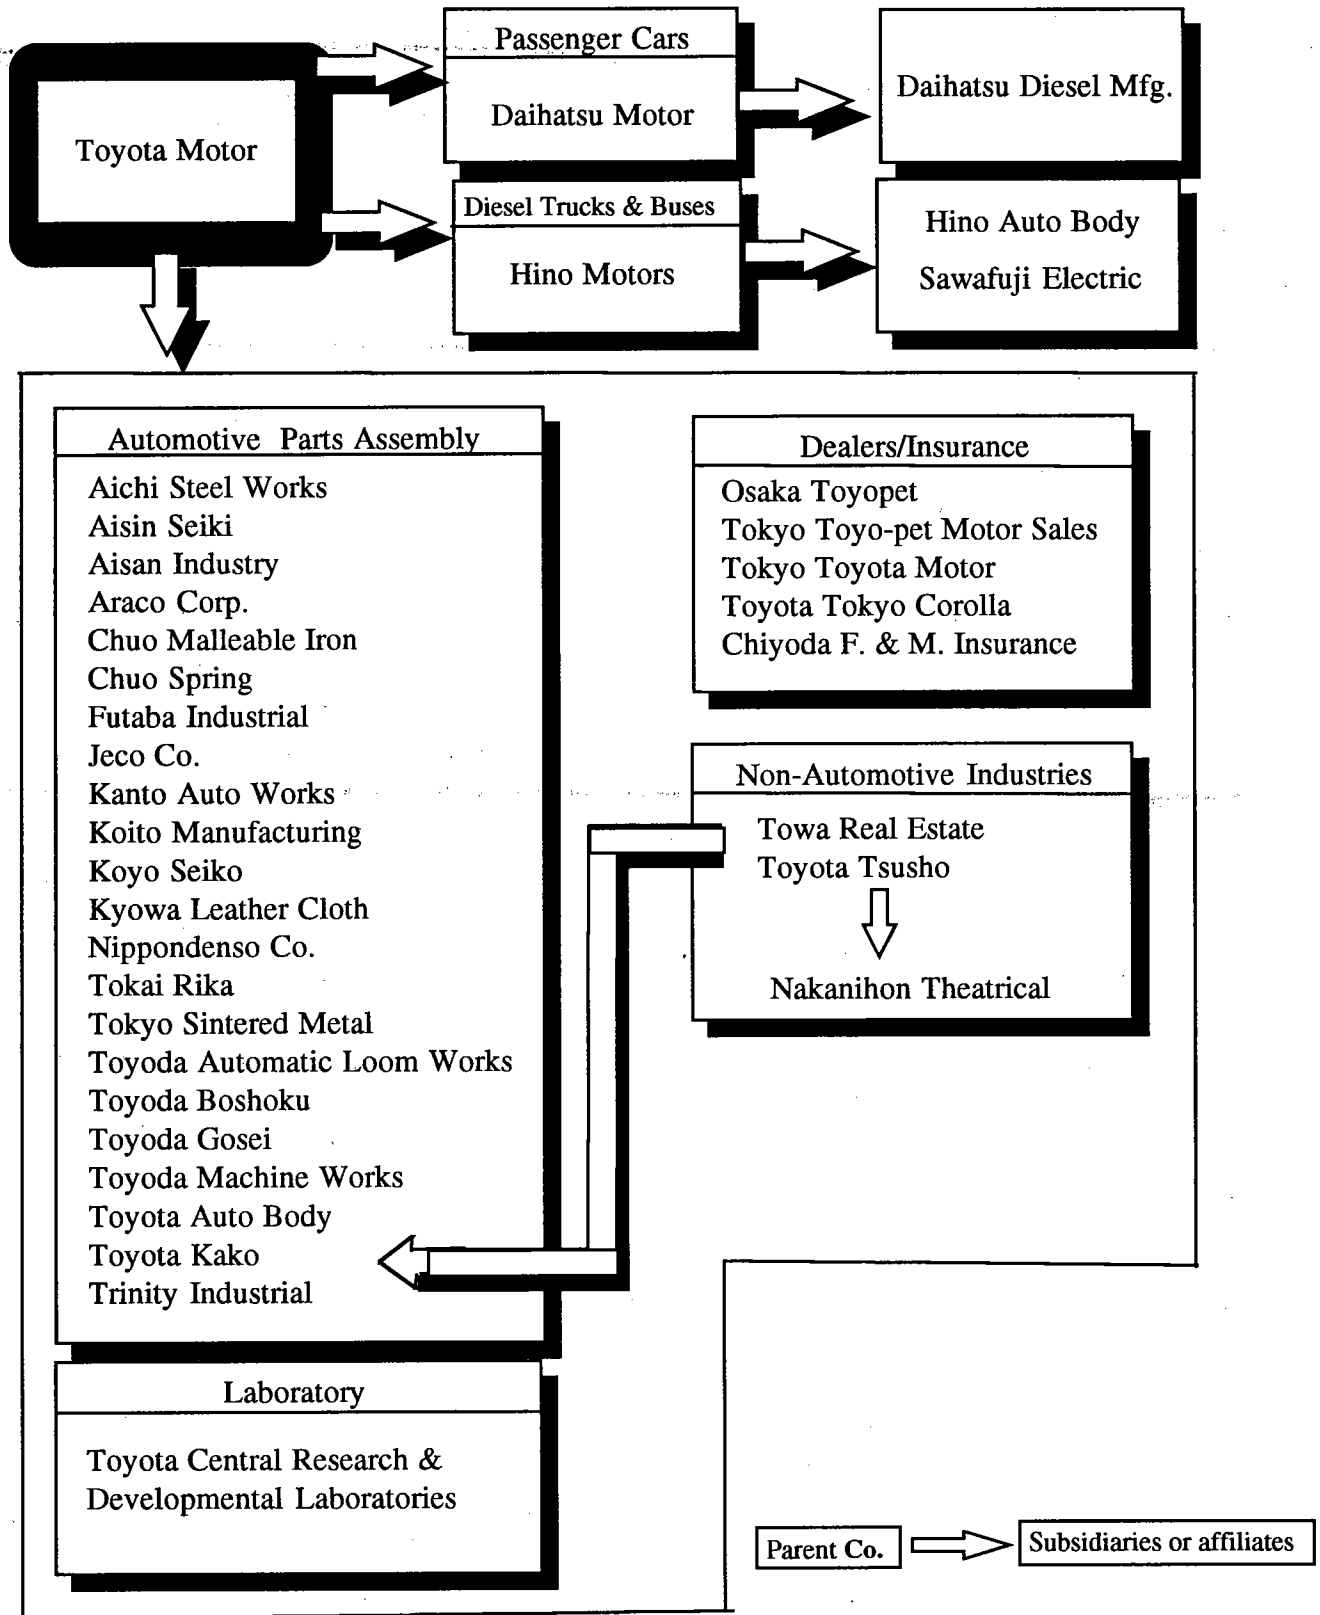 Toyota Motor
Passenger Cars
Daihatsu Motor
Daihatsu Diesel Mfg.
Diesel Trucks & Buses
Hino Motors
Hino Auto Body
Sawafuji Electric
Automotive Parts Assembly
Aichi Steel Works
Aisin Seiki
Aisan Industry
Araco Corp.
Chuo Malleable Iron
Chuo Spring
Futaba Industrial
Jeco Co.
Kanto Auto Works
Koito Manufacturing
Koyo Seiko
Kyowa Leather Cloth
Nippondenso Co.
Tokai Rika
Tokyo Sintered Metal
Toyoda Automatic Loom Works
Toyoda Boshoku
Toyoda Gosei
Toyoda Machine Works
Toyota Auto Body
Toyota Kako
Trinity Industrial
Dealers/Insurance
Osaka Toyopet
Tokyo Toyo-pet Motor Sales
Tokyo Toyota Motor
Toyota Tokyo Corolla
Chiyoda F. & M. Insurance
Non-Automotive Industries
Towa Real Estate
Toyota Tsusho
Nakanihon Theatrical
Laboratory
Toyota Central Research &
Developmental Laboratories
Parent Co.
Subsidiaries or affiliates